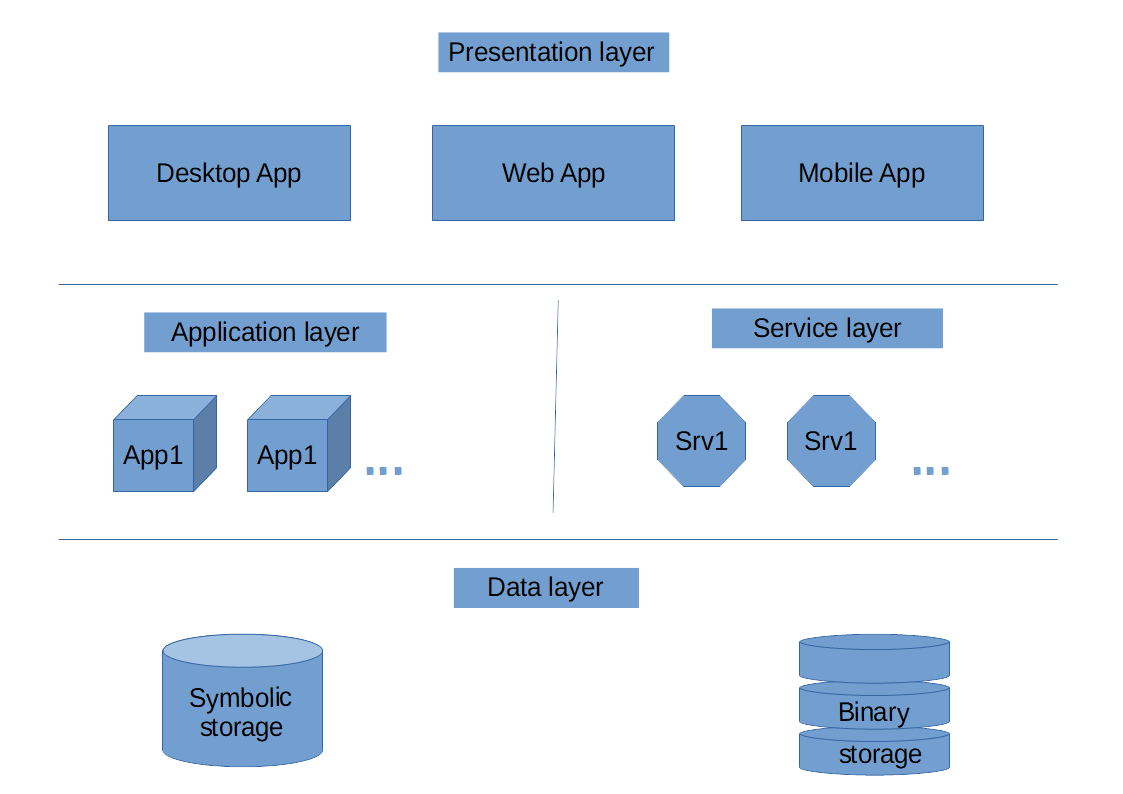 Presentation layer
Desktop App
Web App
Mobile App
Application layer
Service layer
App1
App1
...
Srv1
Srv1
...
Data layer
Symbolic
storage
Binary
storage